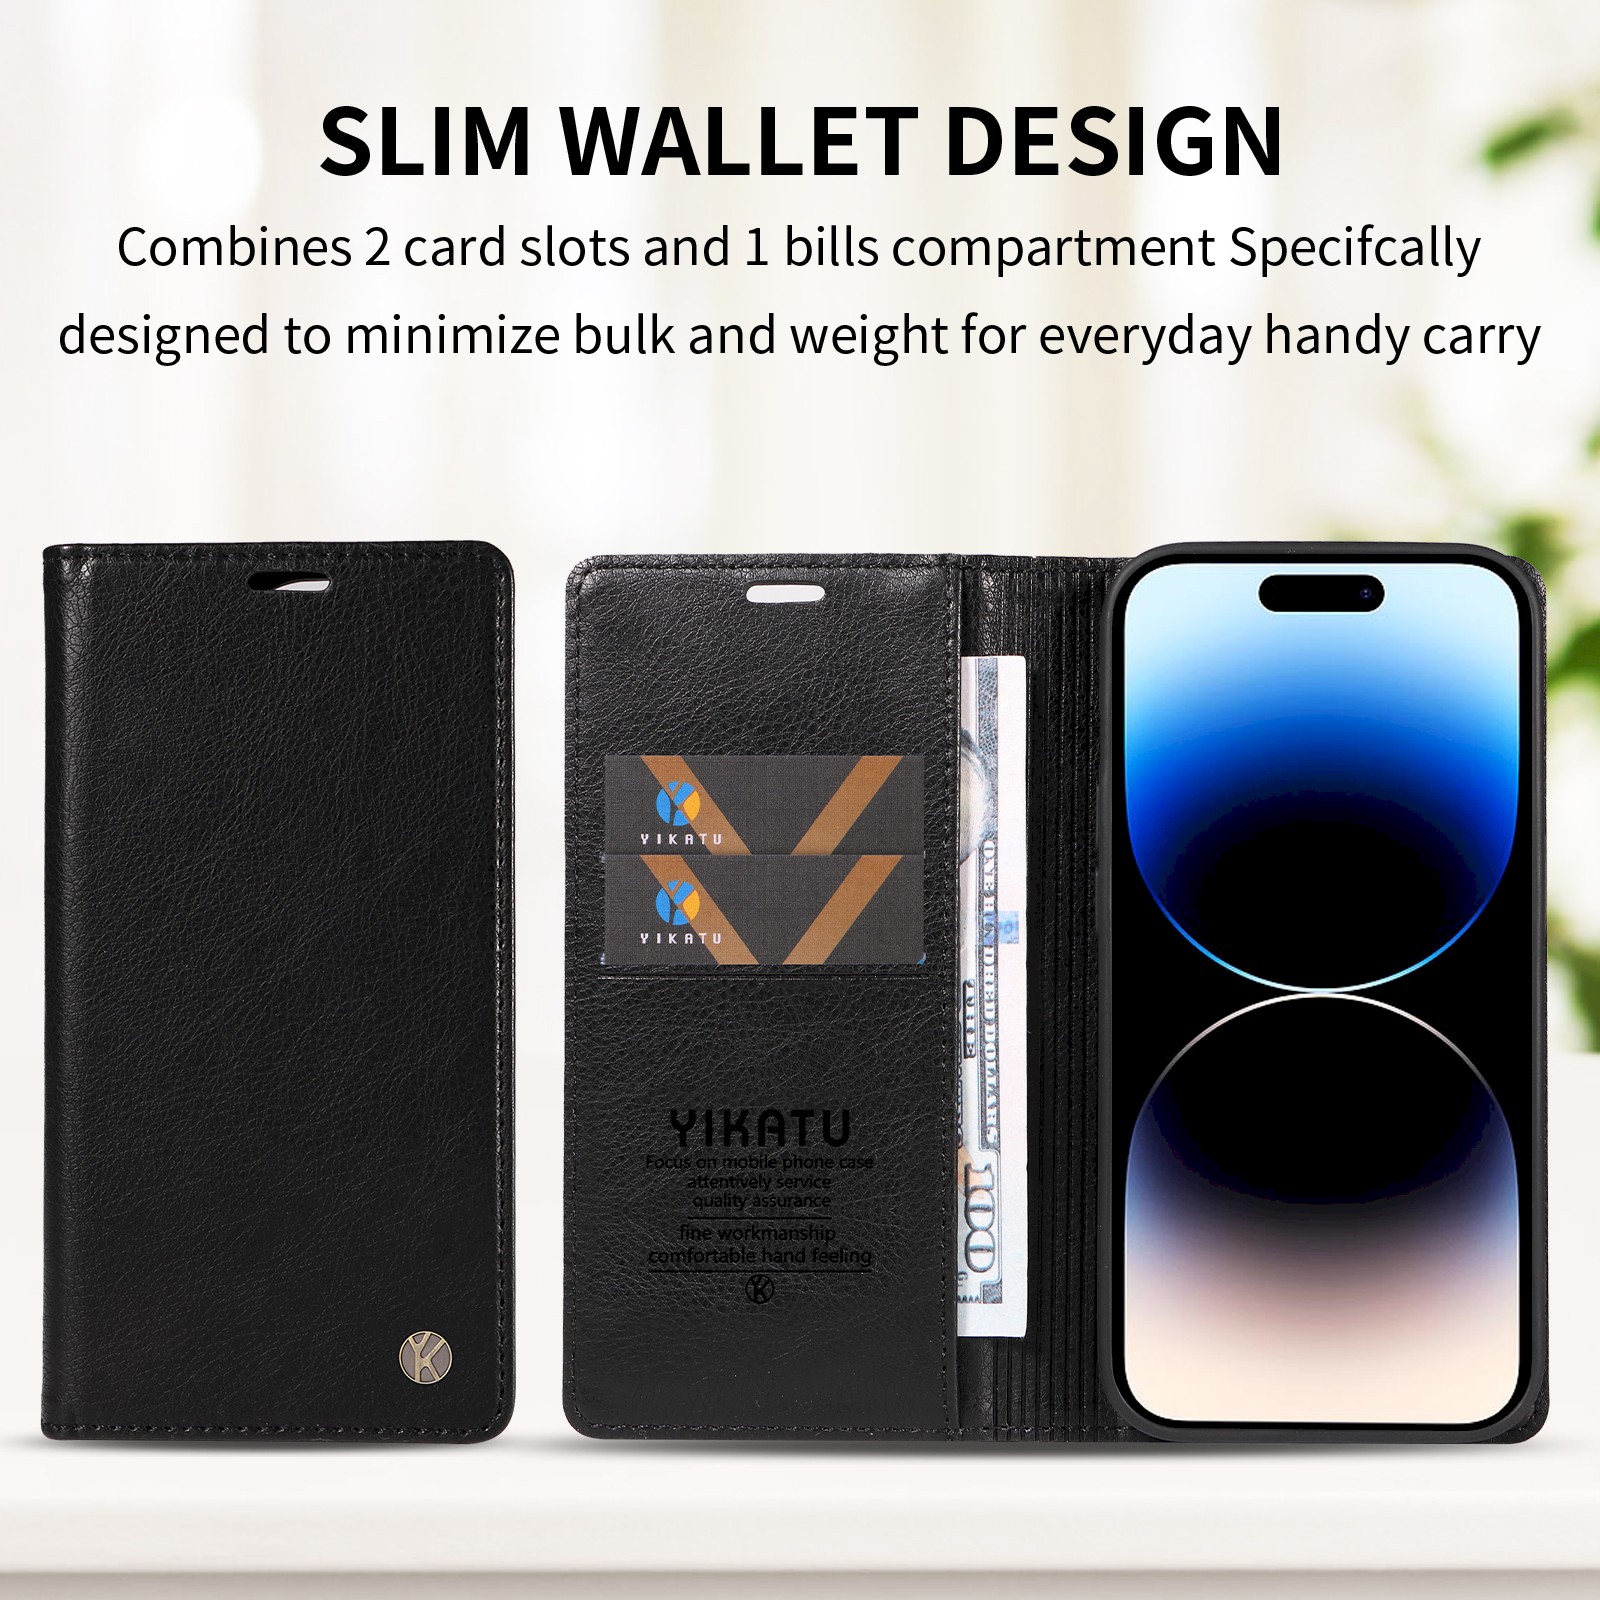 SLIM WALLET DESIGN
Combines 2 card slots and 1 bills compartment Specifcally
designed to minimize bulk and weight for everyday handy carry
YIKATU
YIKATU
YIKATU
Focus on mobile phone case
attentively service
quality assurance
fine workmanship
comfortable hand feeling
100
YK